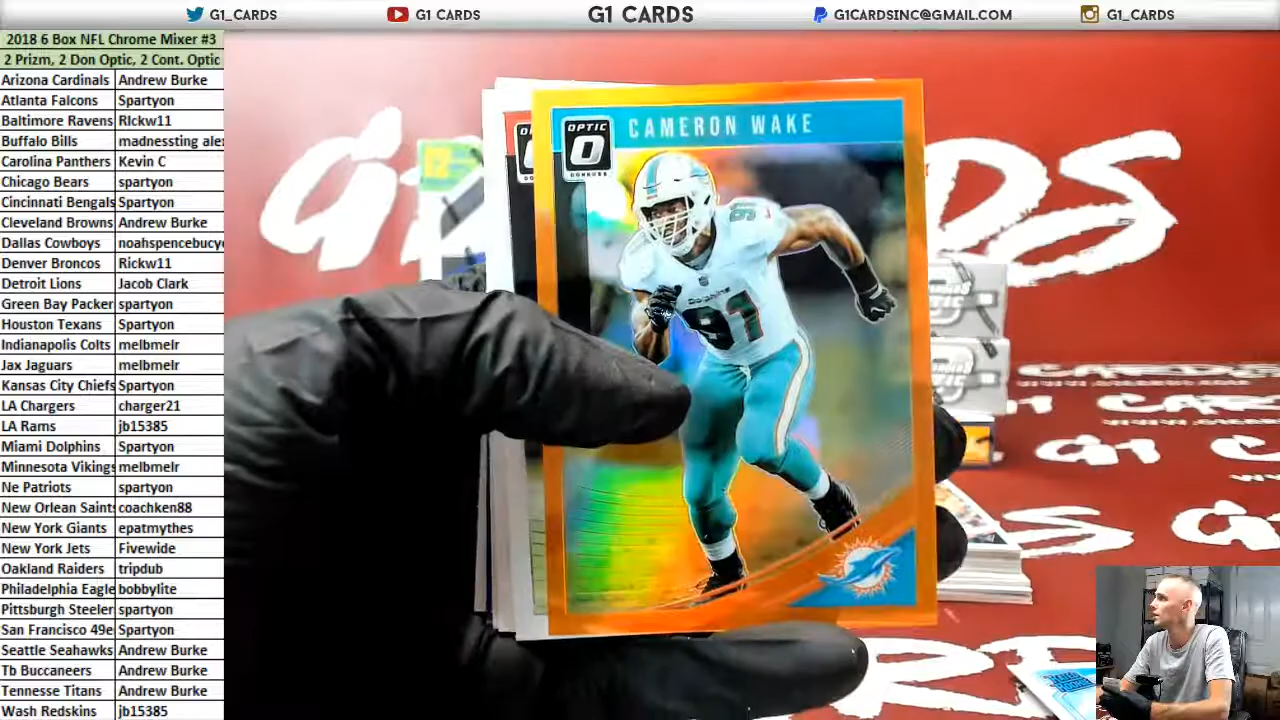 G1_CARDS
G1 CARDS
G1 CARDS
G1CARDSINC@GMAIL.COM
G1_CARDS
2018 6 Box NFL Chrome Mixer #3
2 Prizm, 2 Don Optic, 2 Cont. Optic
Arizona Cardinals Andrew Burke
Atlanta Falcons Spartyon
Baltimore Ravens RIckw11
Buffalo Bills madnessting ale
Carolina Panthers Kevin C
Chicago Bears spartyon
Cincinnati Bengals Spartyon
Cleveland Browns Andrew Burke
Dallas Cowboys noahspencebucy
Denver Broncos Rickw11
Detroit Lions Jacob Clark
Green Bay Packer spartyon
Houston Texans Spartyon
Indianapolis Colts melbmelr
Jax Jaguars melbmelr
Kansas City Chiefs Spartyon
LA Chargers charger21
LA Rams jb15385
Miami Dolphins Spartyon
Minnesota Vikings melbmelr
Ne Patriots spartyon
New Orlean Saints coachken88
New York Giants epatmythes
New York Jets Fivewide
Oakland Raiders tripdub
Philadelphia Eagle bobbylite
Pittsburgh Steeler spartyon
San Francisco 49e Spartyon
Seattle Seahawks Andrew Burke
Tb Buccaneers Andrew Burke
Tennesse Titans Andrew Burke
Wash Redskins jb15385
OPTIC
O
DONRUSS
CAMERON WAKE
91
Dolphins
91